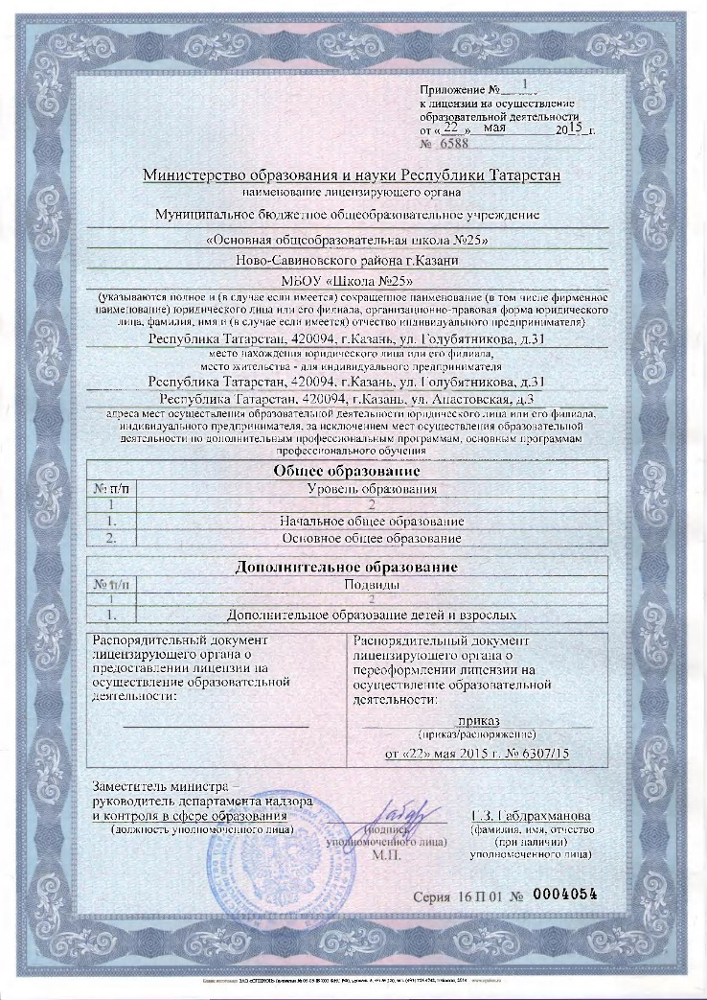 Приложение № 1
к лицензии на осуществление
образовательной деятельности
от «22» мая 2015 г.
№ 6588
Министерство образования и науки Республики Татарстан
наименование лицензирующего органа
Муниципальное бюджетное общеобразовательное учреждение
«Основная общеобразовательная школа №25»
Ново-Савиновского района г.Казани
МБОУ «Школа №25»
(указываются полное и (в случае если имеется) сокращенное наименование (в том числе фирменное
наименование) юридического лица или его филиала, организационно-правовая форма юридического
лица, фамилия, имя и (в случае если имеется) отчество индивидуального предпринимателя)
Республика Татарстан, 420094, г.Казань, ул. Голубятникова, д.31
место нахождения юридического лица или его филиала,
место жительства - для индивидуального предпринимателя
Республика Татарстан, 420094, г.Казань, ул. Голубятникова, д.31
Республика Татарстан, 420094, г.Казань, ул. Апастовская, д.3
адреса мест осуществления образовательной деятельности юридического лица или его филиала,
индивидуального предпринимателя, за исключением мест осуществления образовательной
деятельности по дополнительным профессиональным программам, основным программам
профессионального обучения
Общее образование
№ п/п Уровень образования
1 2
1. Начальное общее образование
2. Основное общее образование
Дополнительное образование
№ п/п Подвиды
1 2
1. Дополнительное образование детей и взрослых
Распорядительный документ
лицензирующего органа о
предоставлении лицензии на
осуществление образовательной
деятельности:
Распорядительный документ
лицензирующего органа о
переоформлении лицензии на
осуществление образовательной
деятельности:
приказ
(приказ/распоряжение)
от «22» мая 2015 г. № 6307/15
Заместитель министра –
руководитель департамента надзора
и контроля в сфере образования
(должность уполномоченного лица)
(подпись
уполномоченного лица)
М.П.
Г.З. Габдрахманова
(фамилия, имя, отчество
(при наличии)
уполномоченного лица)
Серия 16 П 01 № 0004054